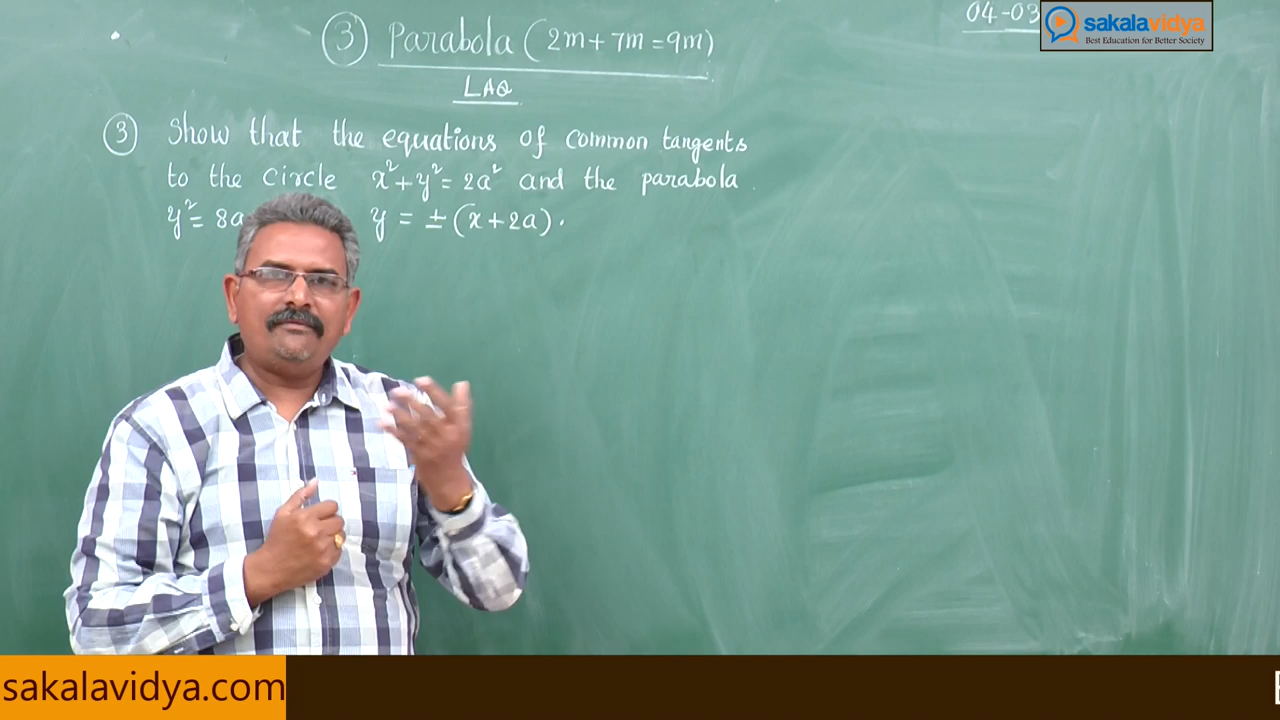 04-03
sakalavidya
Best Education for Better Society
③ Parabola (2m+7m=9m)
LAQ
③ Show that the equations of common tangents
to the circle x²+y²=2a² and the parabola
y²=8a y = ±(x+2a).
sakalavidya.com